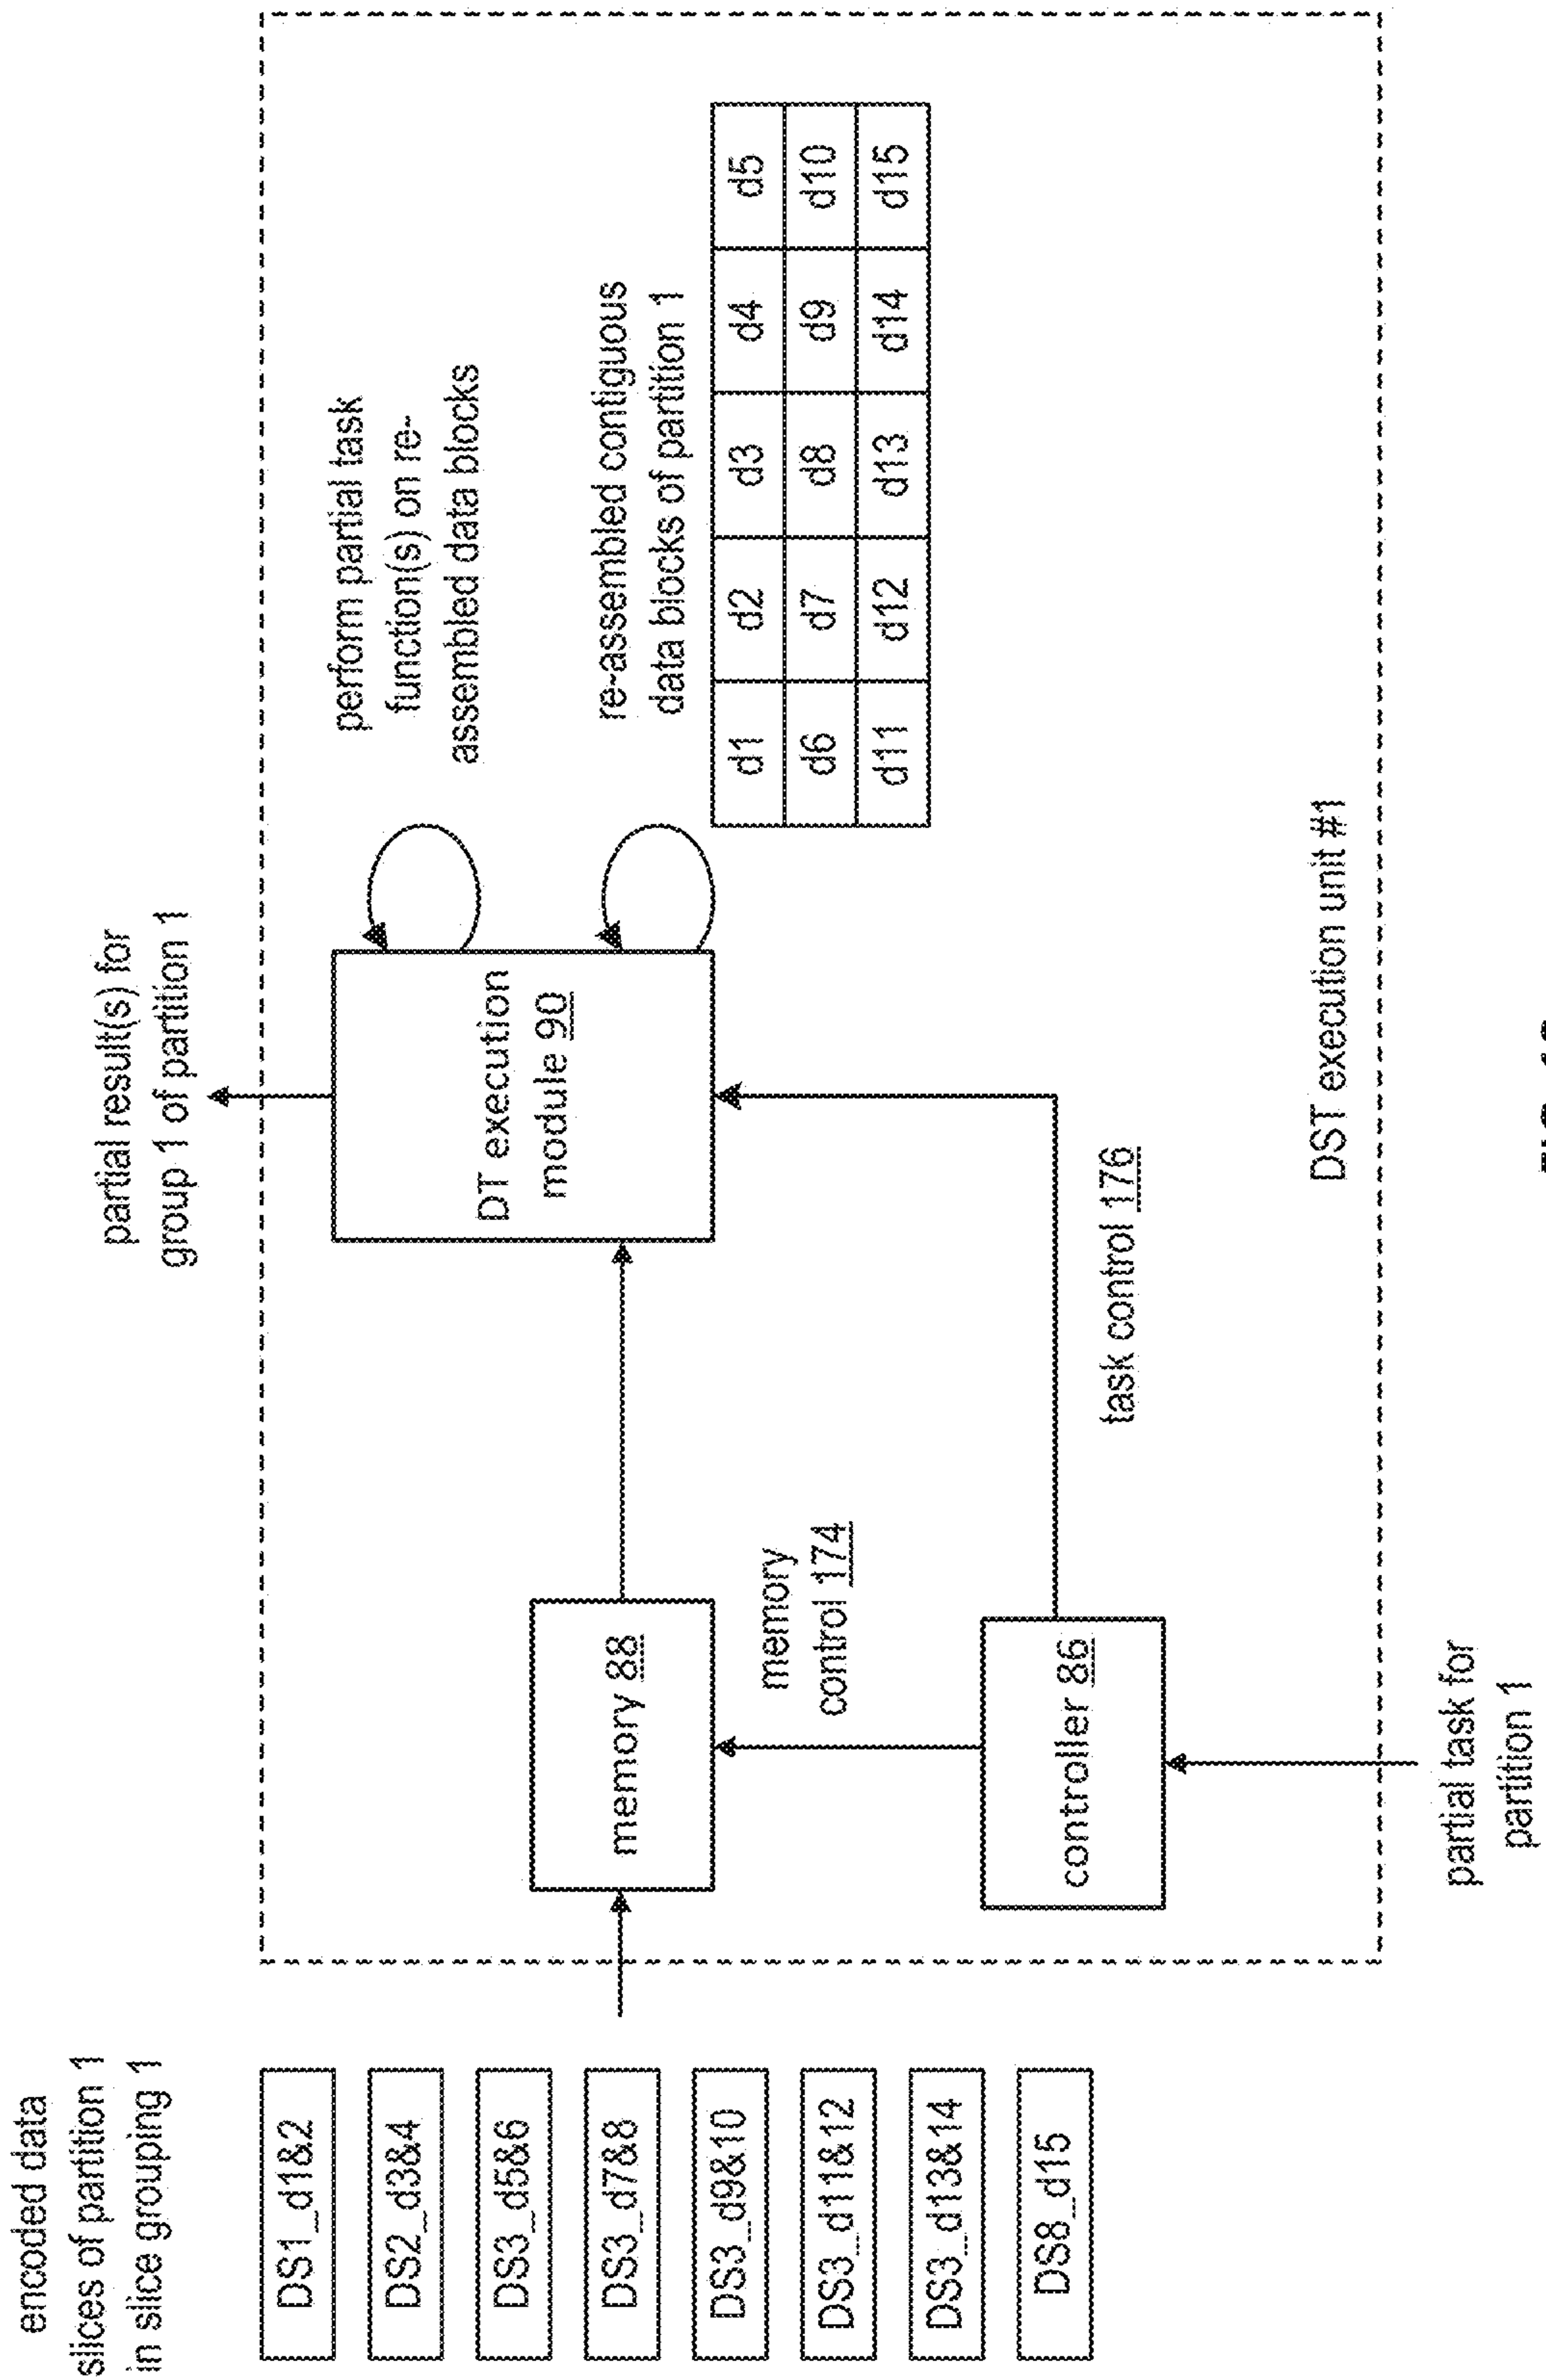 encoded data
slices of partition 1
in slice grouping 1
DS1_d1&2
DS2_d3&4
DS3_d5&6
DS3_d7&8
DS3_d9&10
DS3_d11&12
DS3_d13&14
DS8_d15
partial result(s) for
group 1 of partition 1
memory 88
memory
control 174
controller 86
partial task for
partition 1
DT execution
module 90
task control 176
perform partial task
function(s) on re-
assembled data blocks
re-assembled contiguous
data blocks of partition 1
d1 d2 d3 d4 d5
d6 d7 d8 d9 d10
d11 d12 d13 d14 d15
DST execution unit #1